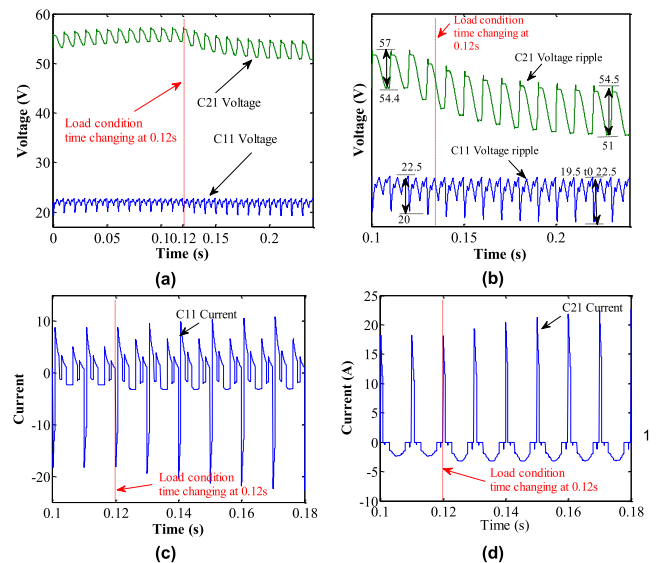 60
50
40
30
20
Voltage (V)
C21 Voltage
Load condition
time changing at 0.12s
C11 Voltage
0 0.05 0.1 0.12 0.15 0.2
Time (s)
(a)
Load condition
time changing at
0.12s
57
54.4
C21 Voltage ripple
54.5
51
C11 Voltage ripple
22.5
20
19.5 t0 22.5
Voltage (V)
0.1 0.15 0.2
Time (s)
(b)
10
0
-10
-20
Current
C11 Current
Load condition
time changing at 0.12s
0.1 0.12 0.14 0.16 0.18
Time (s)
(c)
25
20
15
10
5
0
-5
-10
Current (A)
C21 Current
Load condition
time changing at 0.12s
0.1 0.12 0.14 0.16 0.18
Time (s)
(d)
1